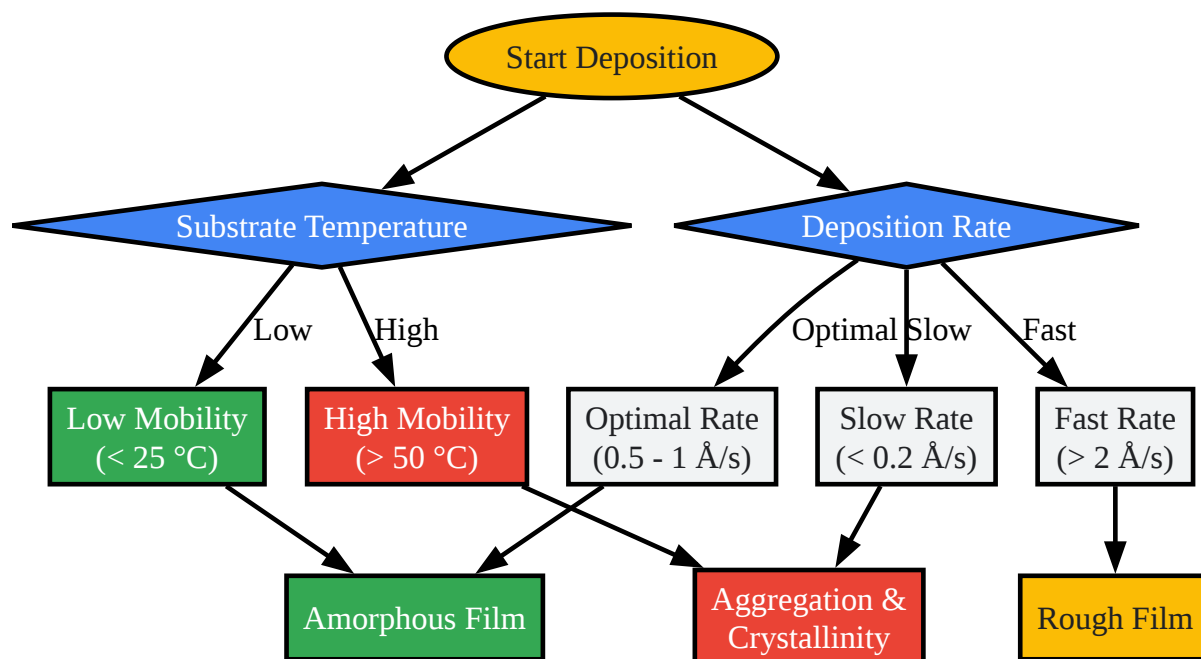 Start Deposition
Substrate Temperature
Deposition Rate
Low
High
Optimal
Slow
Fast
Low Mobility
(< 25 °C)
High Mobility
(> 50 °C)
Optimal Rate
(0.5 - 1 Å/s)
Slow Rate
(< 0.2 Å/s)
Fast Rate
(> 2 Å/s)
Amorphous Film
Aggregation &
Crystallinity
Rough Film